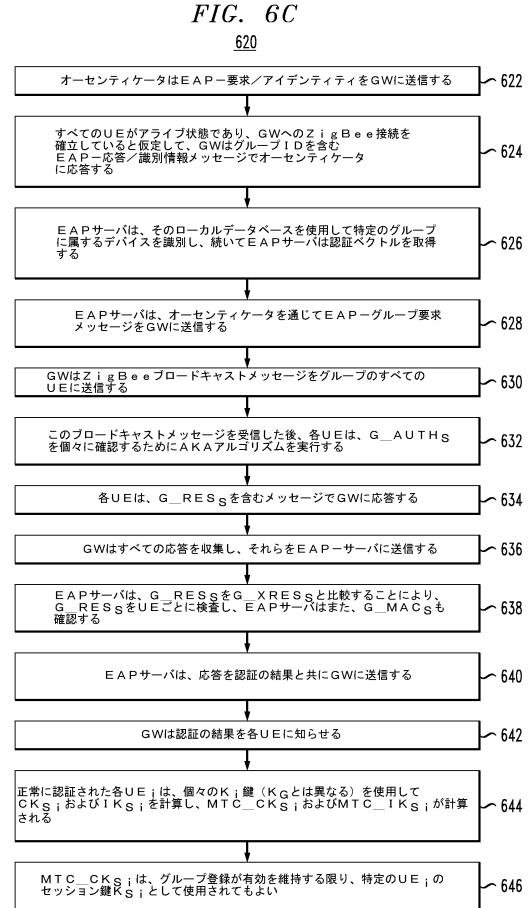 FIG. 6C
620
オーセンティケータはEAP－要求／アイデンティティをGWに送信する
622
すべてのUEがアライブ状態であり、GWへのZigBee接続を
確立していると仮定して、GWはグループIDを含む
EAP－応答／識別情報メッセージでオーセンティケータ
に応答する
624
EAPサーバは、そのローカルデータベースを使用して特定のグループ
に属するデバイスを識別し、続いてEAPサーバは認証ベクトルを取得
する
626
EAPサーバは、オーセンティケータを通じてEAP－グループ要求
メッセージをGWに送信する
628
GWはZigBeeブロードキャストメッセージをグループのすべての
UEに送信する
630
このブロードキャストメッセージを受信した後、各UEは、G＿AUTHS
を個々に確認するためにAKAアルゴリズムを実行する
632
各UEは、G＿RESSを含むメッセージでGWに応答する
634
GWはすべての応答を収集し、それらをEAP－サーバに送信する
636
EAPサーバは、G＿RESSをG＿XRESSと比較することにより、
G＿RESSをUEごとに検査し、EAPサーバはまた、G＿MACSも
確認する
638
EAPサーバは、応答を認証の結果と共にGWに送信する
640
GWは認証の結果を各UEに知らせる
642
正常に認証された各UEiは、個々のKi鍵（KGとは異なる）を使用して
CKSiおよびIKSiを計算し、MTC＿CKSiおよびMTC＿IKSiが計算
される
644
MTC＿CKSiは、グループ登録が有効を維持する限り、特定のUEiの
セッション鍵KSiとして使用されてもよい
646